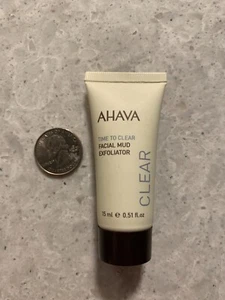 AHAVA
TIME TO CLEAR
FACIAL MUD
EXFOLIATOR
CLEAR
15 ml ℮ 0.51 fl.oz